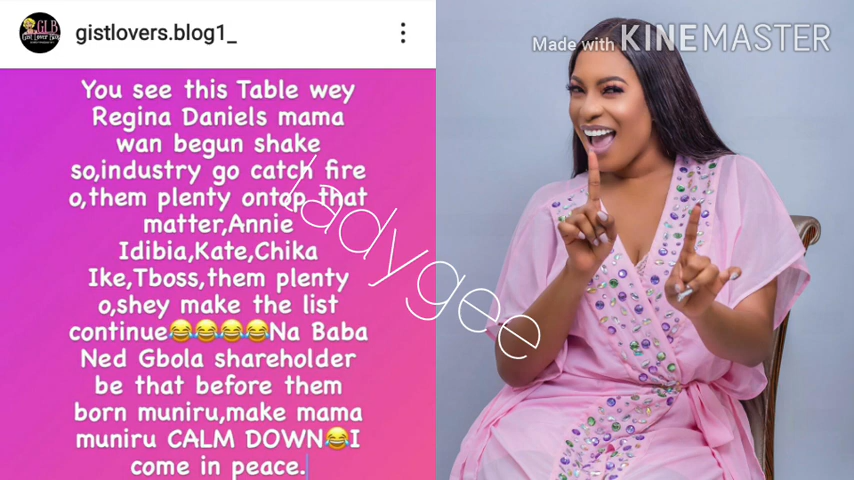 gistlovers.blog1_
You see this Table wey
Regina Daniels mama
wan begun shake
so,industry go catch fire
o,them plenty ontop that
matter,Annie
Idibia,Kate,Chika
Ike,Tboss,them plenty
o,shey make the list
continue😂😂😂😂Na Baba
Ned Gbola shareholder
be that before them
born muniru,make mama
muniru CALM DOWN😂I
come in peace.
Made with KINEMASTER
ladygee